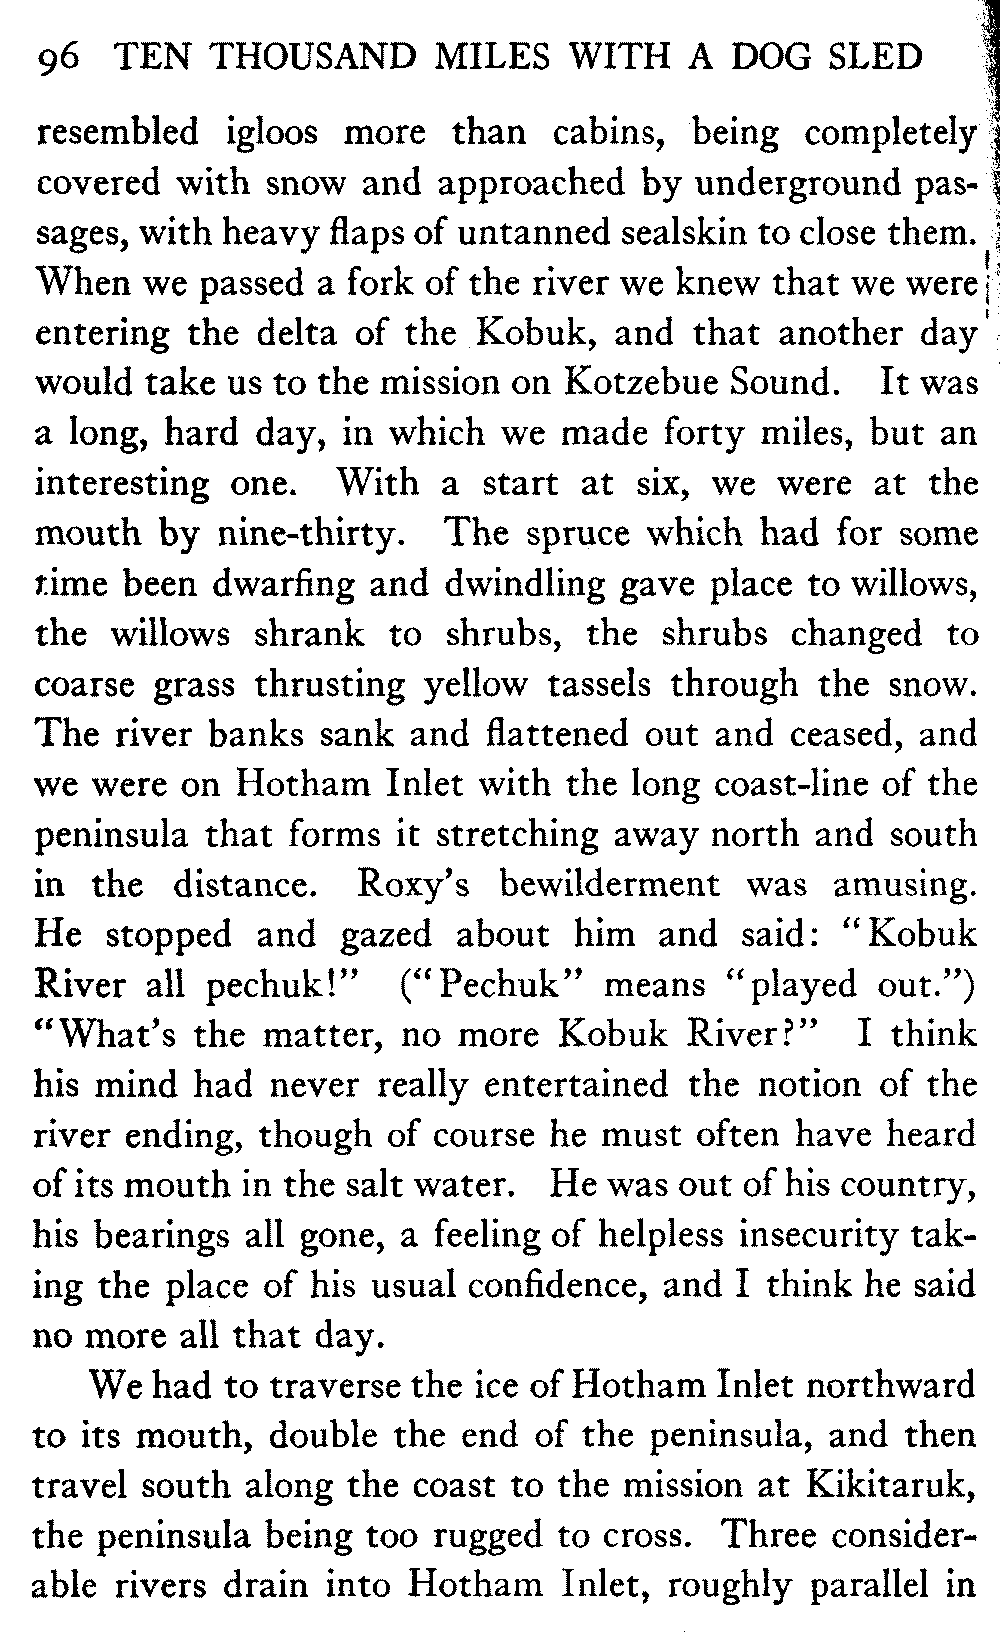 96 TEN THOUSAND MILES WITH A DOG SLED
resembled igloos more than cabins, being completely
covered with snow and approached by underground pas-
sages, with heavy flaps of untanned sealskin to close them.
When we passed a fork of the river we knew that we were
entering the delta of the Kobuk, and that another day
would take us to the mission on Kotzebue Sound. It was
a long, hard day, in which we made forty miles, but an
interesting one. With a start at six, we were at the
mouth by nine-thirty. The spruce which had for some
time been dwarfing and dwindling gave place to willows,
the willows shrank to shrubs, the shrubs changed to
coarse grass thrusting yellow tassels through the snow.
The river banks sank and flattened out and ceased, and
we were on Hotham Inlet with the long coast-line of the
peninsula that forms it stretching away north and south
in the distance. Roxy's bewilderment was amusing.
He stopped and gazed about him and said: "Kobuk
River all pechuk!" ("Pechuk" means "played out.")
"What's the matter, no more Kobuk River?" I think
his mind had never really entertained the notion of the
river ending, though of course he must often have heard
of its mouth in the salt water. He was out of his country,
his bearings all gone, a feeling of helpless insecurity tak-
ing the place of his usual confidence, and I think he said
no more all that day.
We had to traverse the ice of Hotham Inlet northward
to its mouth, double the end of the peninsula, and then
travel south along the coast to the mission at Kikitaruk,
the peninsula being too rugged to cross. Three consider-
able rivers drain into Hotham Inlet, roughly parallel in